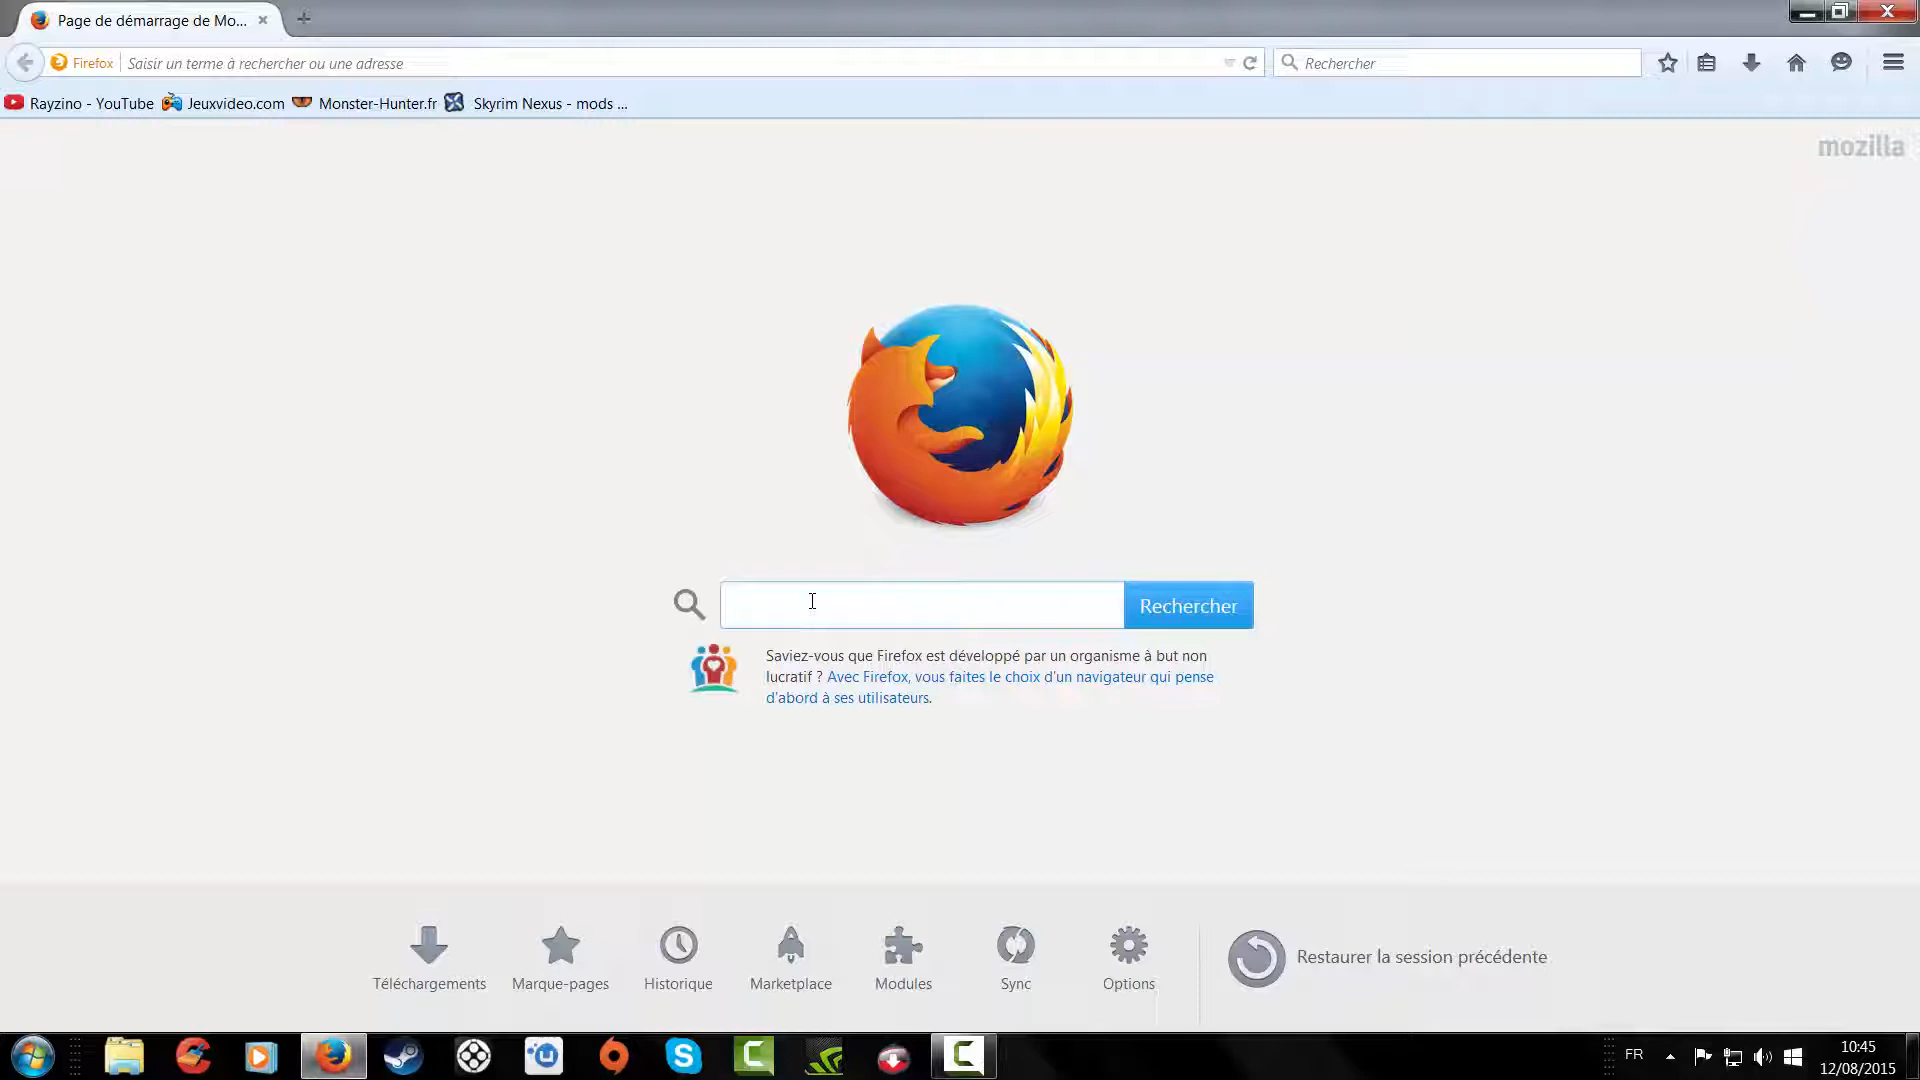 Page de démarrage de Mo...
Firefox
Saisir un terme à rechercher ou une adresse
Rechercher
Rayzino - YouTube
Jeuxvideo.com
Monster-Hunter.fr
Skyrim Nexus - mods ...
mozilla
Rechercher
Saviez-vous que Firefox est développé par un organisme à but non
lucratif ? Avec Firefox, vous faites le choix d'un navigateur qui pense
d'abord à ses utilisateurs.
Téléchargements
Marque-pages
Historique
Marketplace
Modules
Sync
Options
Restaurer la session précédente
FR
10:45
12/08/2015